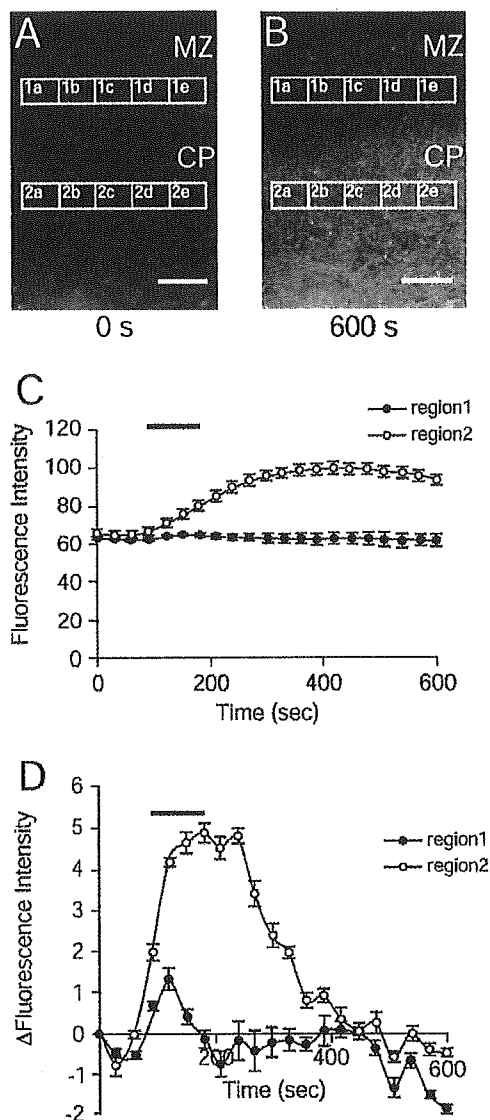 A
MZ
1a 1b 1c 1d 1e
CP
2a 2b 2c 2d 2e
0 s
B
MZ
1a 1b 1c 1d 1e
CP
2a 2b 2c 2d 2e
600 s
C
region1
region2
Fluorescence Intensity
120
100
80
60
40
20
0
0 200 400 600
Time (sec)
D
region1
region2
ΔFluorescence Intensity
6
5
4
3
2
1
0
-1
-2
200 400 600
Time (sec)